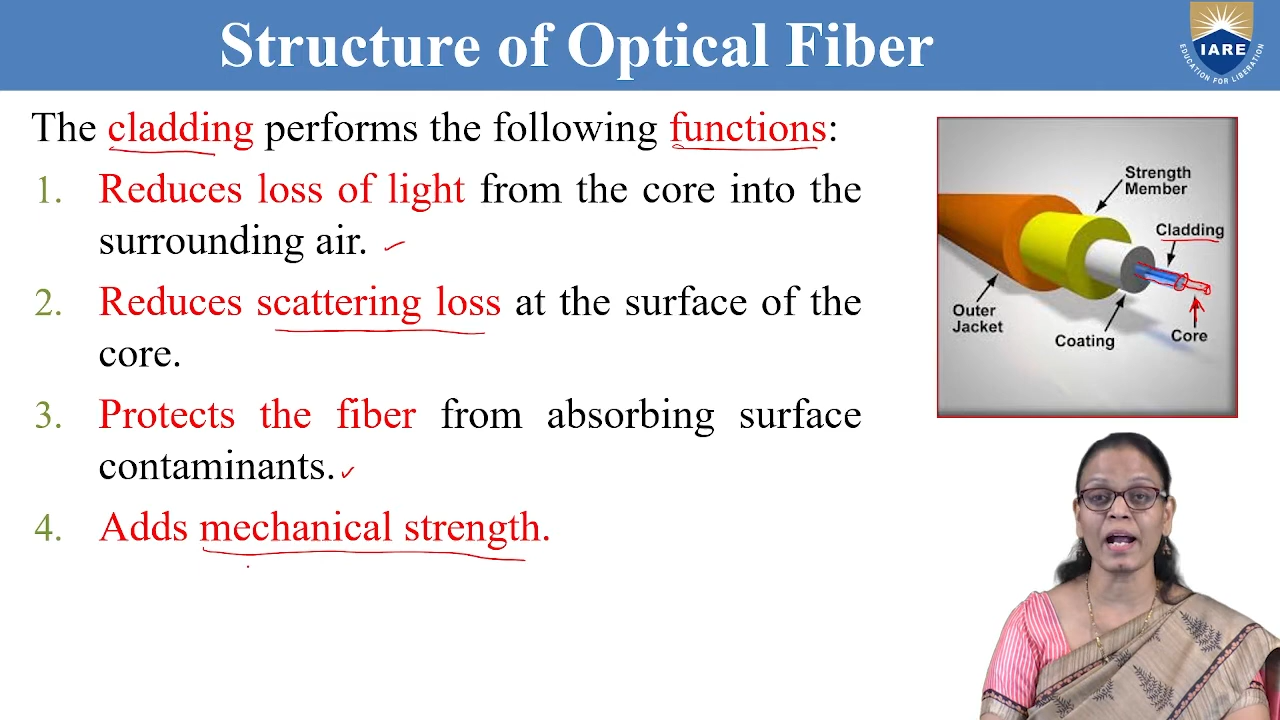 Structure of Optical Fiber
IARE
EDUCATION FOR LIBERATION
The cladding performs the following functions:
1. Reduces loss of light from the core into the
surrounding air.
2. Reduces scattering loss at the surface of the
core.
3. Protects the fiber from absorbing surface
contaminants.
4. Adds mechanical strength.
Strength
Member
Cladding
Outer
Jacket
Coating
Core